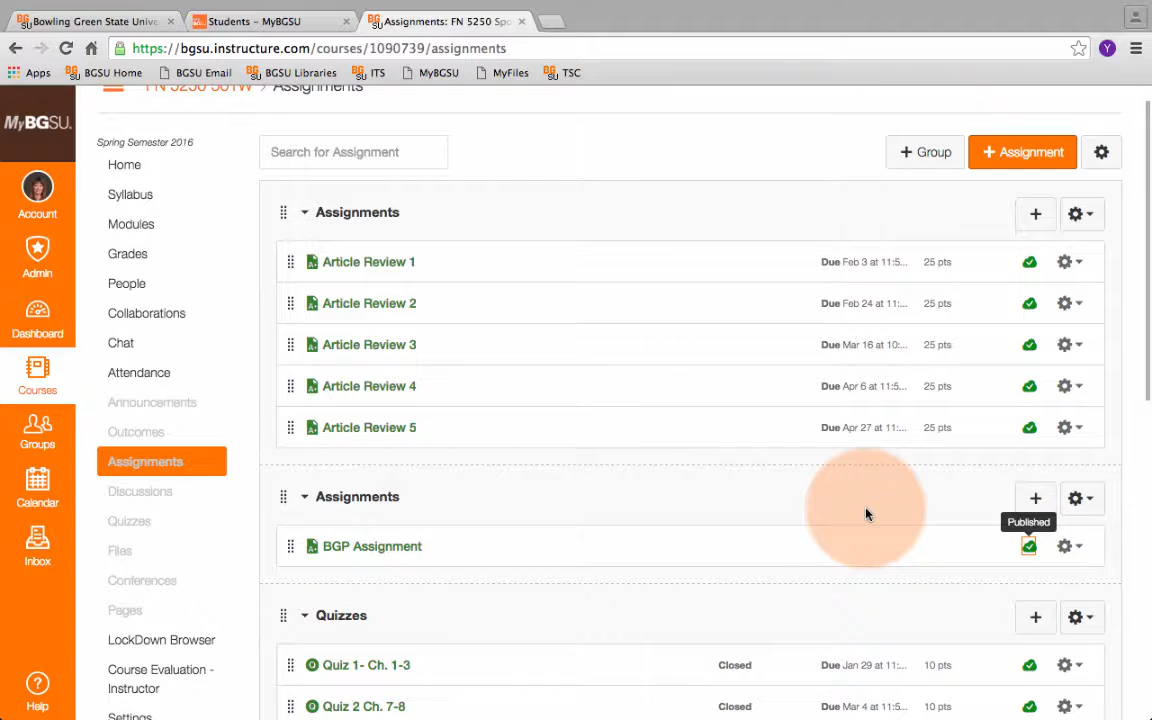 Bowling Green State Unive
Students – MyBGSU
Assignments: FN 5250 Spo
https://bgsu.instructure.com/courses/1090739/assignments
Y
Apps BGSU Home BGSU Email BGSU Libraries ITS MyBGSU MyFiles TSC
FN 5250 501W > Assignments
MyBGSU.
Spring Semester 2016
Search for Assignment
+ Group
+ Assignment
Home
Syllabus
Modules
Grades
People
Collaborations
Chat
Attendance
Announcements
Outcomes
Assignments
Discussions
Quizzes
Files
Conferences
Pages
LockDown Browser
Course Evaluation -
Instructor
Settings
Account
Admin
Dashboard
Courses
Groups
Calendar
Inbox
Help
Assignments
Article Review 1 Due Feb 3 at 11:5... 25 pts
Article Review 2 Due Feb 24 at 11:... 25 pts
Article Review 3 Due Mar 16 at 10:... 25 pts
Article Review 4 Due Apr 6 at 11:5... 25 pts
Article Review 5 Due Apr 27 at 11:... 25 pts
Assignments
Published
BGP Assignment
Quizzes
Quiz 1- Ch. 1-3 Closed Due Jan 29 at 11:... 10 pts
Quiz 2 Ch. 7-8 Closed Due Mar 4 at 11:5... 10 pts